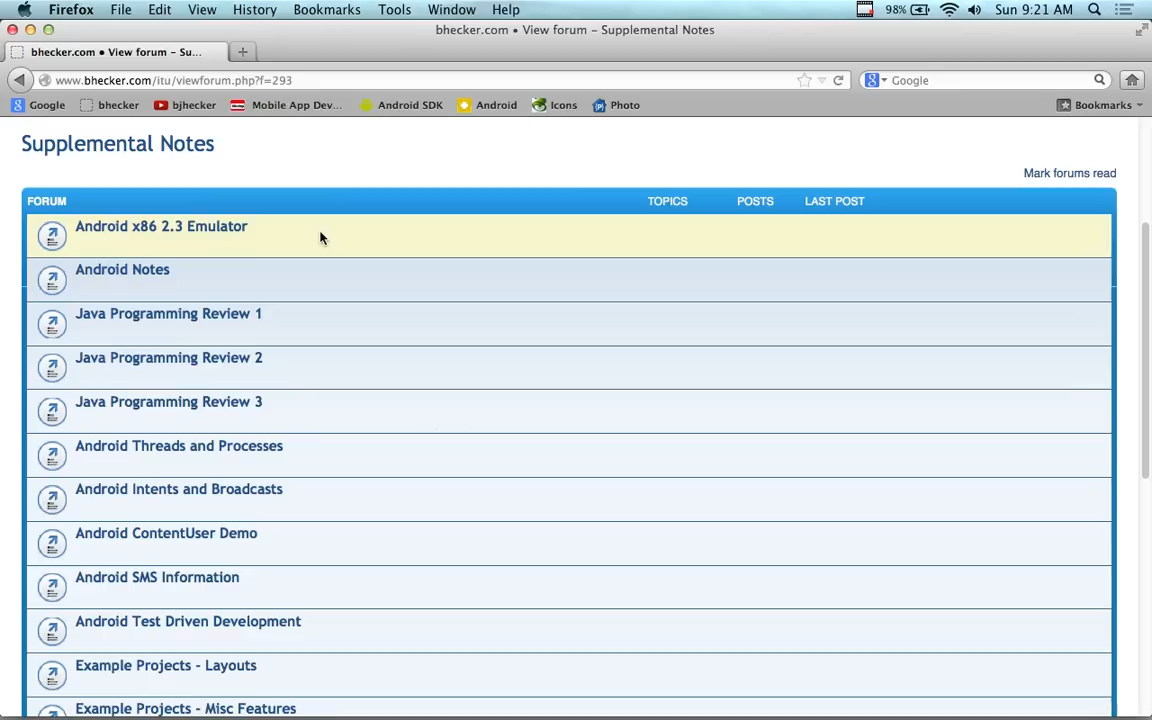 Firefox File Edit View History Bookmarks Tools Window Help 98% Sun 9:21 AM
bhecker.com • View forum – Supplemental Notes
bhecker.com • View forum – Su... +
www.bhecker.com/itu/viewforum.php?f=293 Google
Google bhecker bjhecker Mobile App Dev... Android SDK Android Icons Photo Bookmarks
Supplemental Notes
Mark forums read
FORUM TOPICS POSTS LAST POST
Android x86 2.3 Emulator
Android Notes
Java Programming Review 1
Java Programming Review 2
Java Programming Review 3
Android Threads and Processes
Android Intents and Broadcasts
Android ContentUser Demo
Android SMS Information
Android Test Driven Development
Example Projects - Layouts
Example Projects - Misc Features